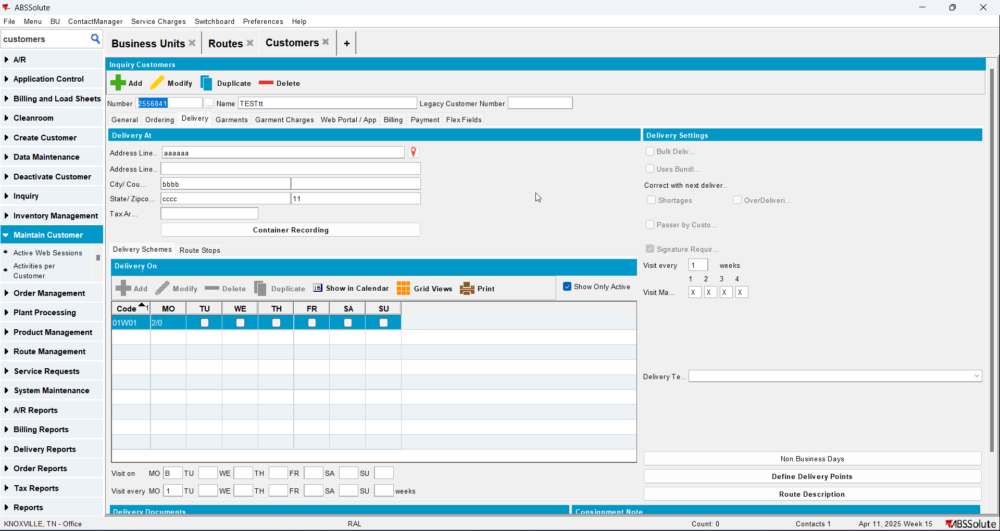 ABSSolute
File Menu BU ContactManager Service Charges Switchboard Preferences Help
customers
Business Units Routes Customers +
A/R
Application Control
Billing and Load Sheets
Cleanroom
Create Customer
Data Maintenance
Deactivate Customer
Inquiry
Inventory Management
Maintain Customer
Active Web Sessions
Activities per
Customer
Order Management
Plant Processing
Product Management
Route Management
Service Requests
System Maintenance
A/R Reports
Billing Reports
Delivery Reports
Order Reports
Tax Reports
Reports
Inquiry Customers
Add Modify Duplicate Delete
Number 2556841 ... Name TESTtt Legacy Customer Number
General Ordering Delivery Garments Garment Charges Web Portal / App Billing Payment Flex Fields
Delivery At
Address Line.. aaaaaa
Address Line..
City/ Cou... bbbb
State/ Zipco... cccc 11
Tax Ar...
Container Recording
Delivery Schemes Route Stops
Delivery On
Add Modify Delete Duplicate 16 Show in Calendar Grid Views Print Show Only Active
Code 1 MO TU WE TH FR SA SU
01W01 2/0
Visit on MO B TU WE TH FR SA SU
Visit every MO 1 TU WE TH FR SA SU weeks
Delivery Settings
Bulk Deliv...
Uses Bundl...
Correct with next deliver..
Shortages OverDeliveri...
Passer by Custo...
Signature Requir...
Visit every 1 weeks
1 2 3 4
Visit Ma... X X X X
Delivery Te...
Non Business Days
Define Delivery Points
Route Description
Delivery Documents Consignment Note
KNOXVILLE, TN - Office RAL Count: 0 Contacts 1 Apr 11, 2025 Week 15 ABSSolute